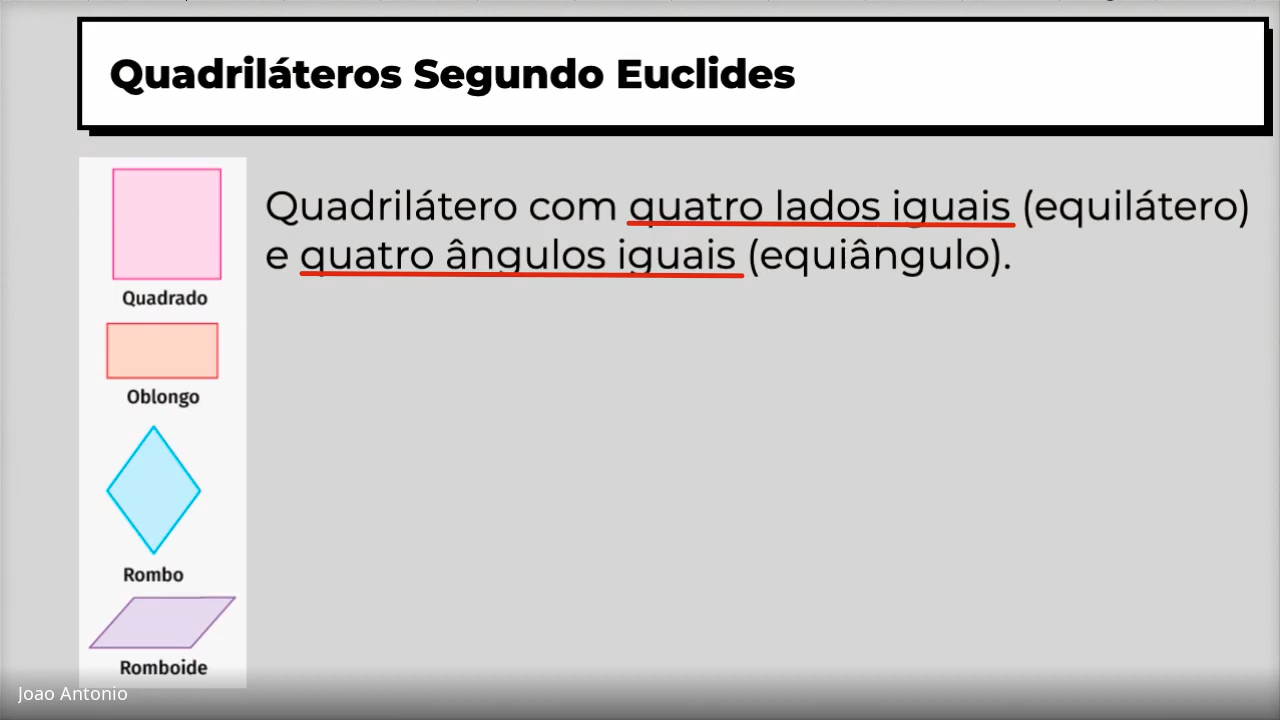 Quadriláteros Segundo Euclides
Quadrilátero com quatro lados iguais (equilátero)
e quatro ângulos iguais (equiângulo).
Quadrado
Oblongo
Rombo
Romboide
Joao Antonio